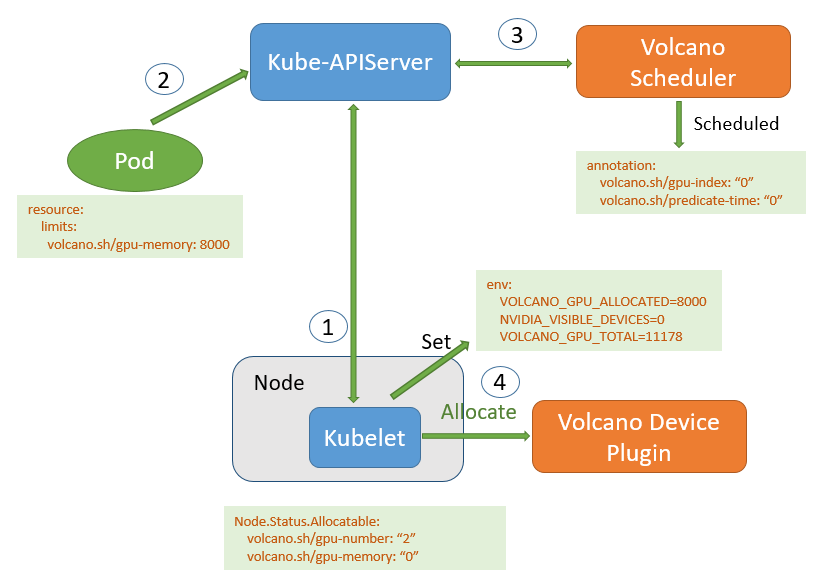 Kube-APIServer
3
Volcano
Scheduler
2
Scheduled
Pod
annotation:
volcano.sh/gpu-index: “0”
volcano.sh/predicate-time: “0”
resource:
limits:
volcano.sh/gpu-memory: 8000
env:
VOLCANO_GPU_ALLOCATED=8000
NVIDIA_VISIBLE_DEVICES=0
VOLCANO_GPU_TOTAL=11178
1
Set
Node
4
Allocate
Kubelet
Volcano Device
Plugin
Node.Status.Allocatable:
volcano.sh/gpu-number: “2”
volcano.sh/gpu-memory: “0”